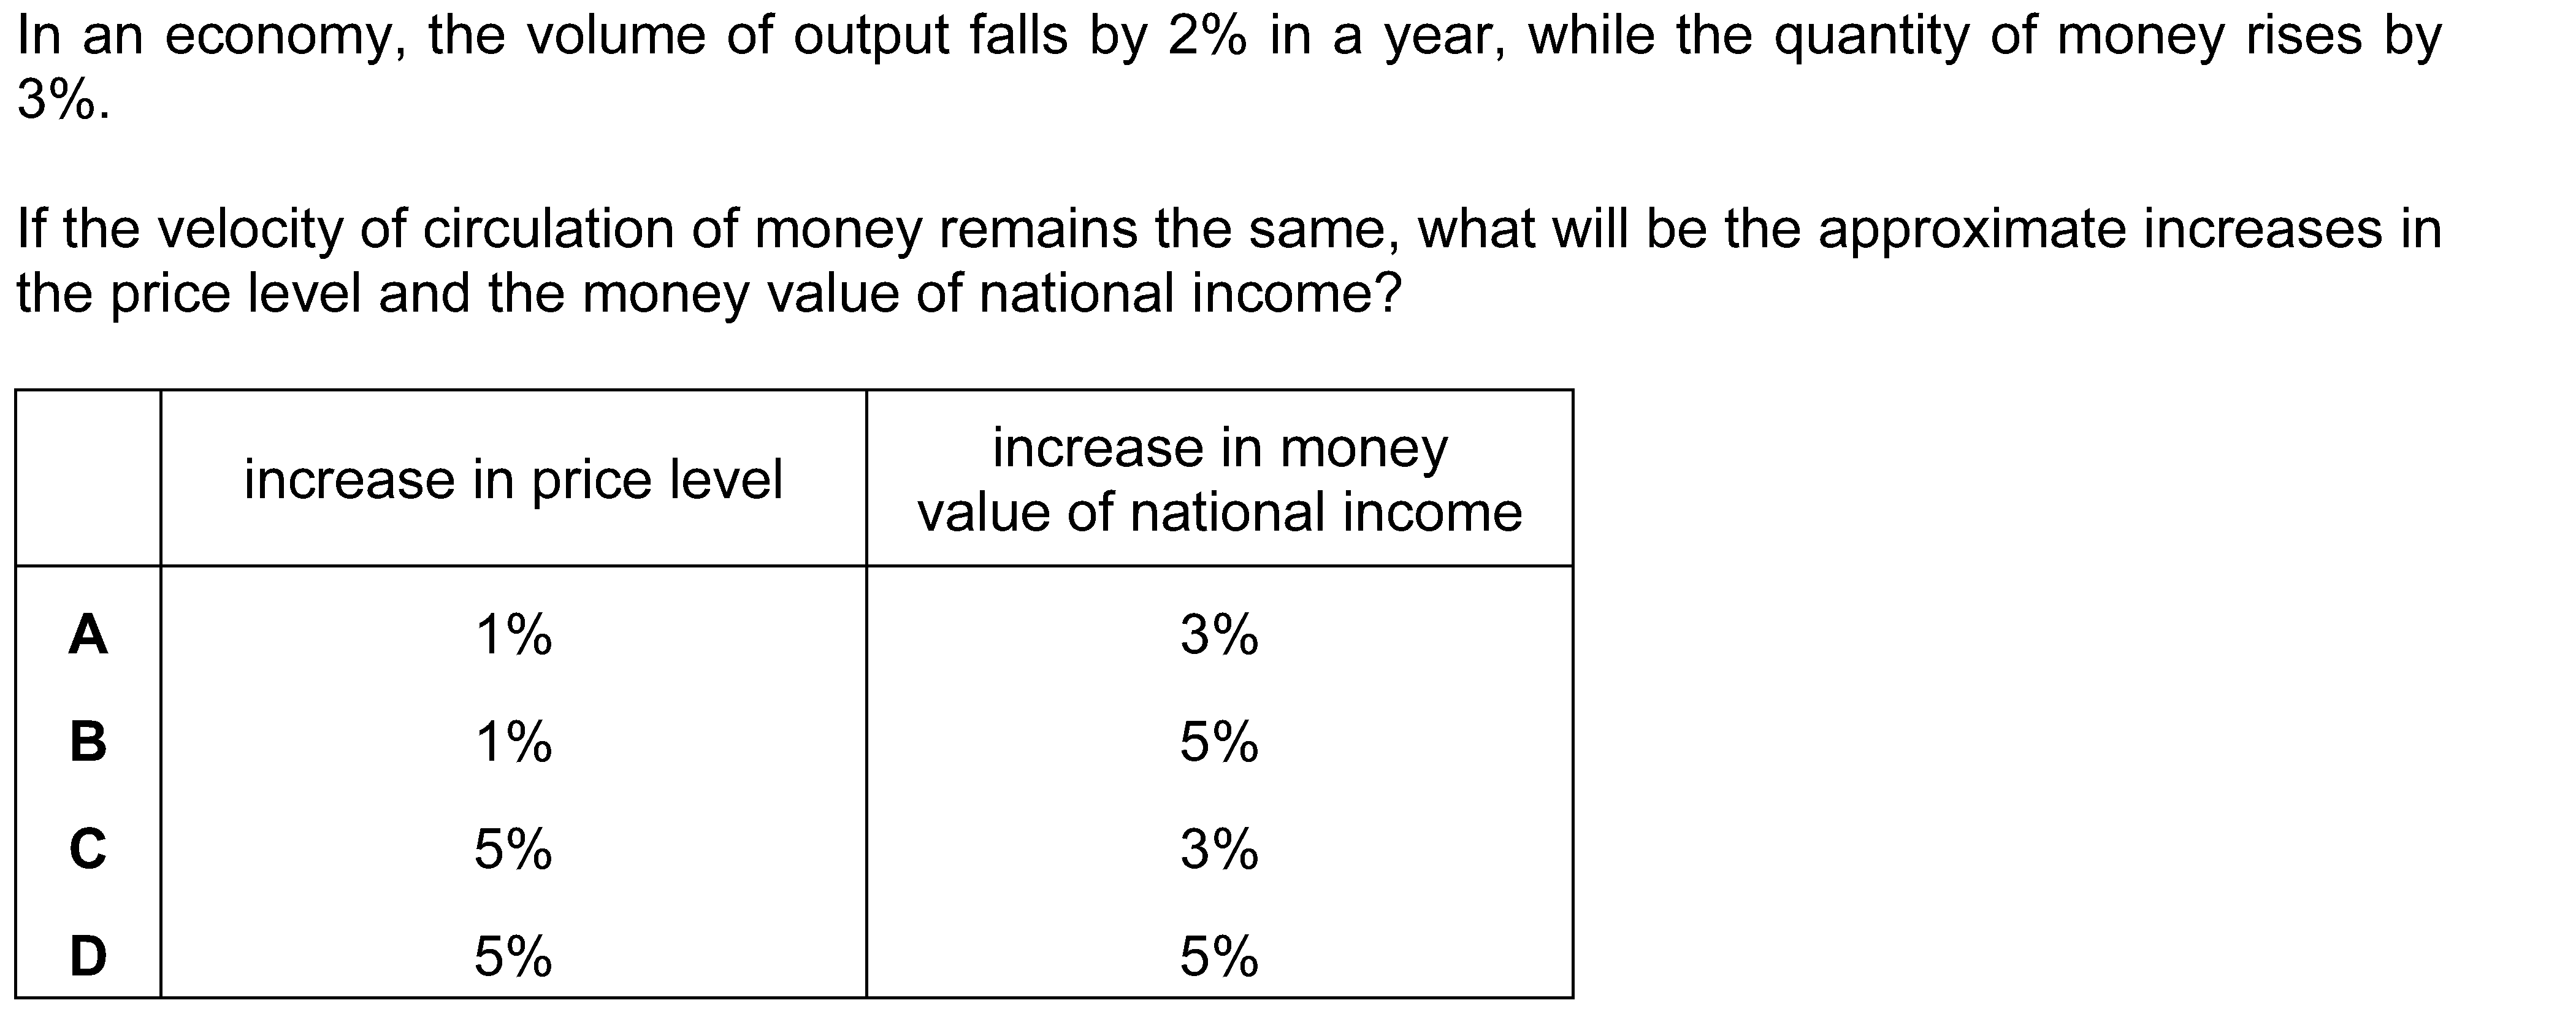 In an economy, the volume of output falls by 2% in a year, while the quantity of money rises by
3%.
If the velocity of circulation of money remains the same, what will be the approximate increases in
the price level and the money value of national income?
increase in price level
increase in money
value of national income
A 1% 3%
B 1% 5%
C 5% 3%
D 5% 5%